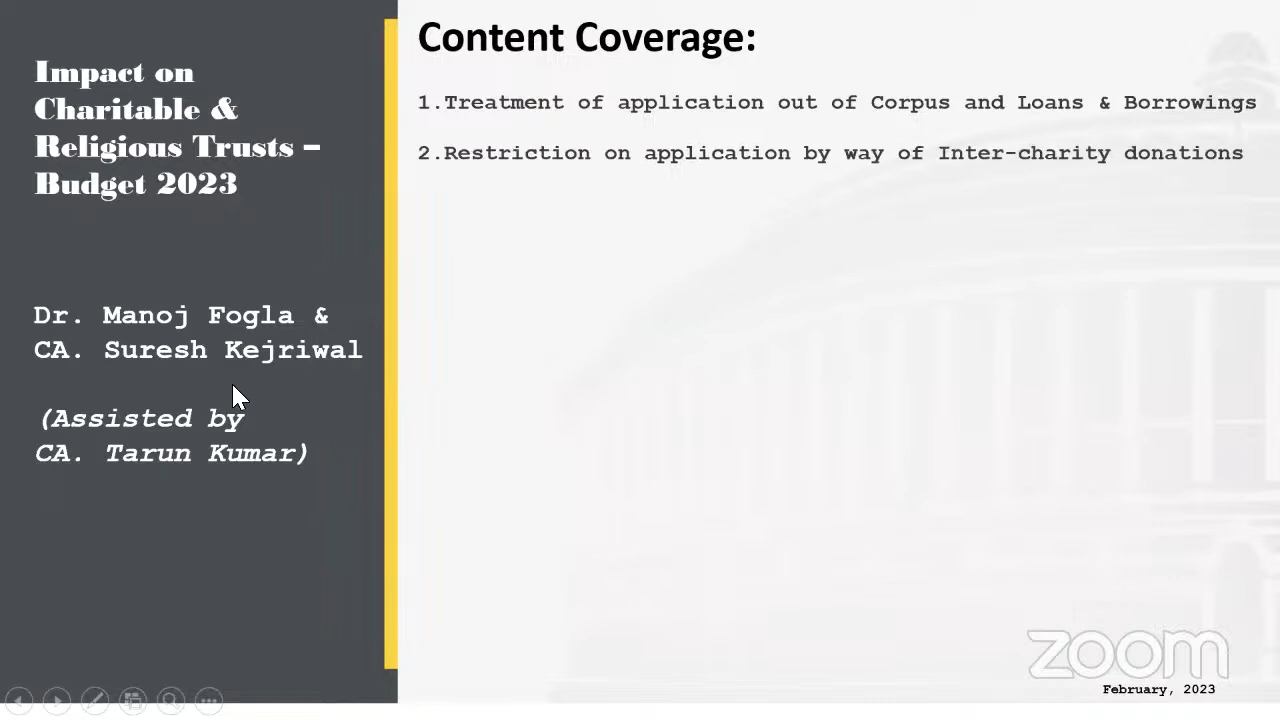 Impact on
Charitable &
Religious Trusts –
Budget 2023
Dr. Manoj Fogla &
CA. Suresh Kejriwal
(Assisted by
CA. Tarun Kumar)
Content Coverage:
1.Treatment of application out of Corpus and Loans & Borrowings
2.Restriction on application by way of Inter-charity donations
zoom
February, 2023